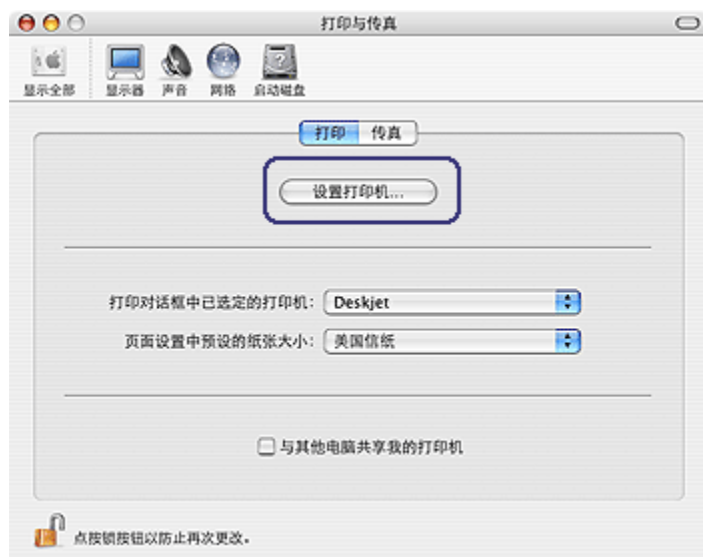 打印与传真
显示全部 显示器 声音 网络 启动磁盘
打印 传真
设置打印机...
打印对话框中已选定的打印机: Deskjet
页面设置中预设的纸张大小: 美国信纸
与其他电脑共享我的打印机
点按锁按钮以防止再次更改。